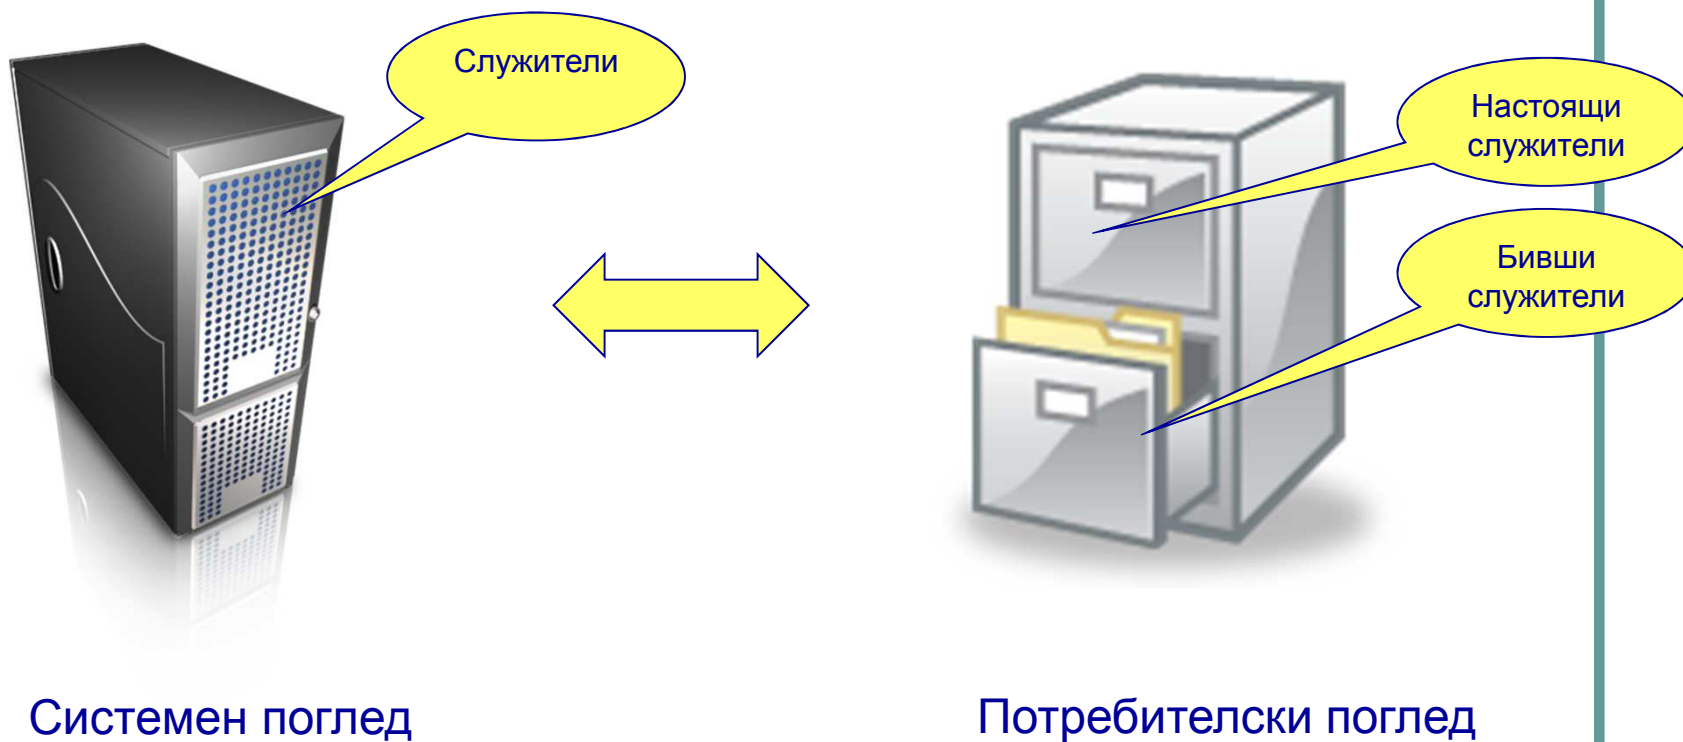 Служители
Настоящи
служители
Бивши
служители
Системен поглед
Потребителски поглед